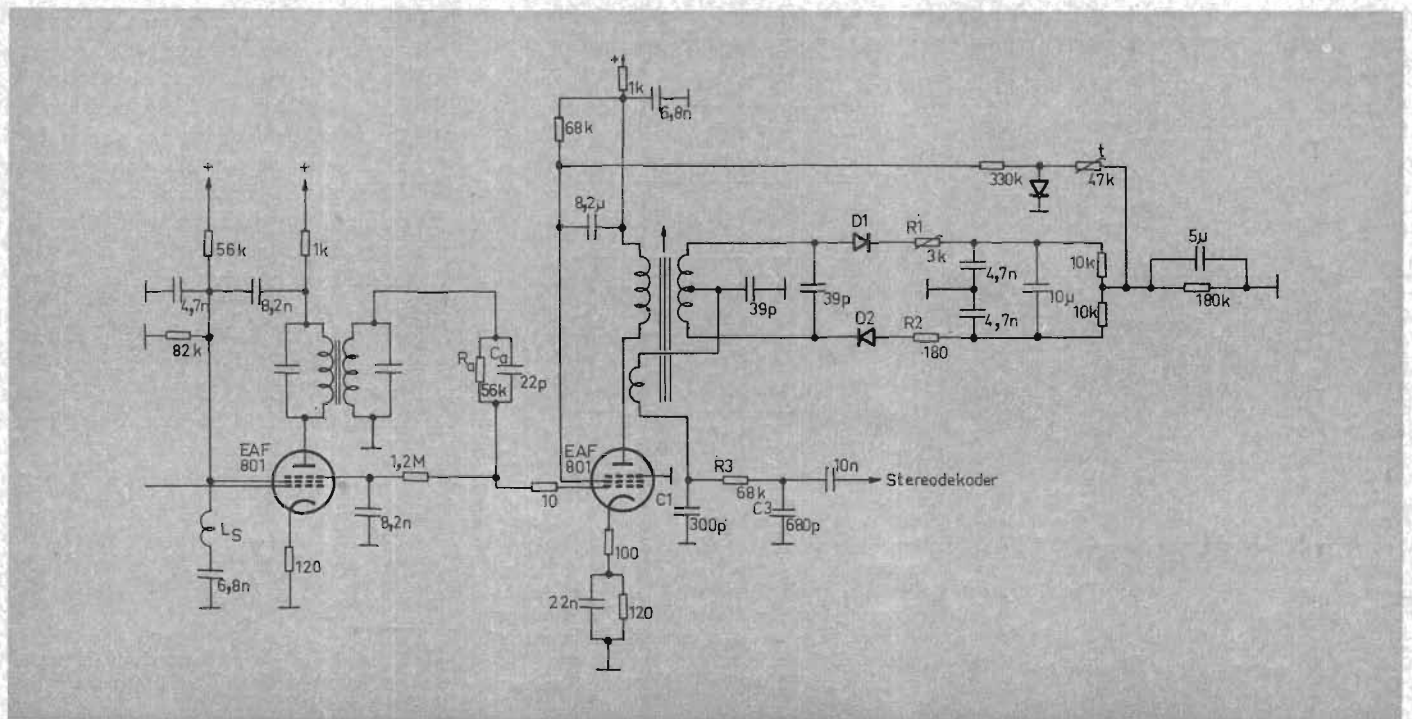 +
1k
6,8n
68k
330k
t
47k
8,2µ
+
+
56k
1k
4,7n
8,2n
82k
D1
R1
3k
4,7n
4,7n
10µ
10k
10k
5µ
180k
39p
39p
D2
R2
180
Ra
56k
Ca
22p
EAF
801
1,2M
8,2n
LS
6,8n
120
10
EAF
801
C1
300p
R3
68k
C3
680p
10n
Stereodekoder
100
22n
120